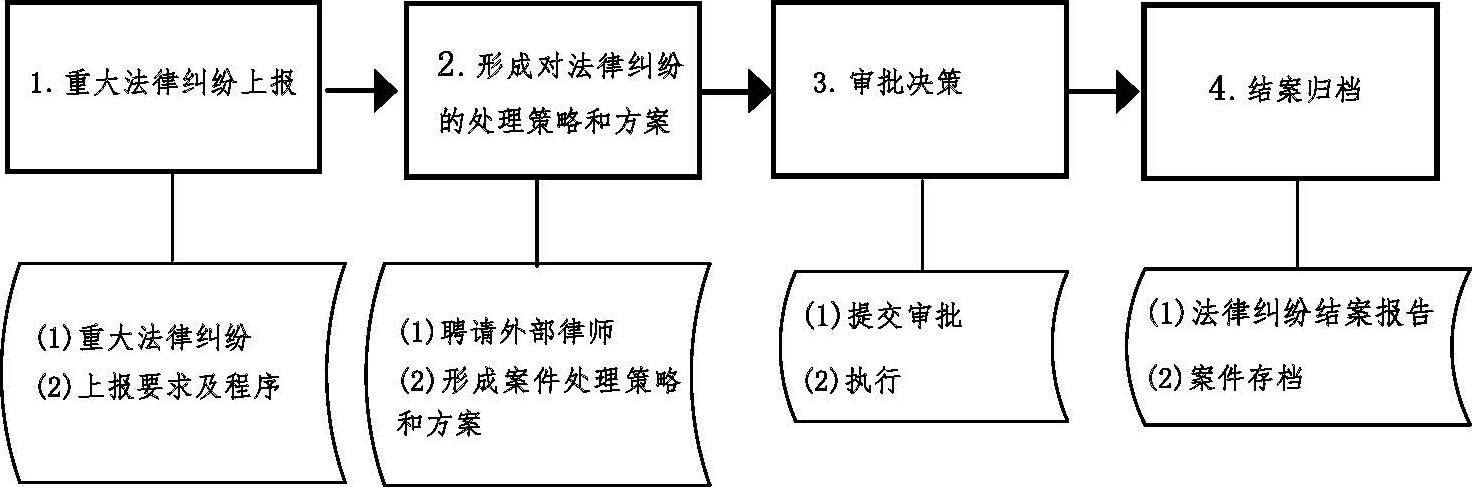 1. 重大法律纠纷上报
2. 形成对法律纠纷
的处理策略和方案
3. 审批决策
4. 结案归档
(1)重大法律纠纷
(2)上报要求及程序
(1)聘请外部律师
(2)形成案件处理策略
和方案
(1)提交审批
(2)执行
(1)法律纠纷结案报告
(2)案件存档